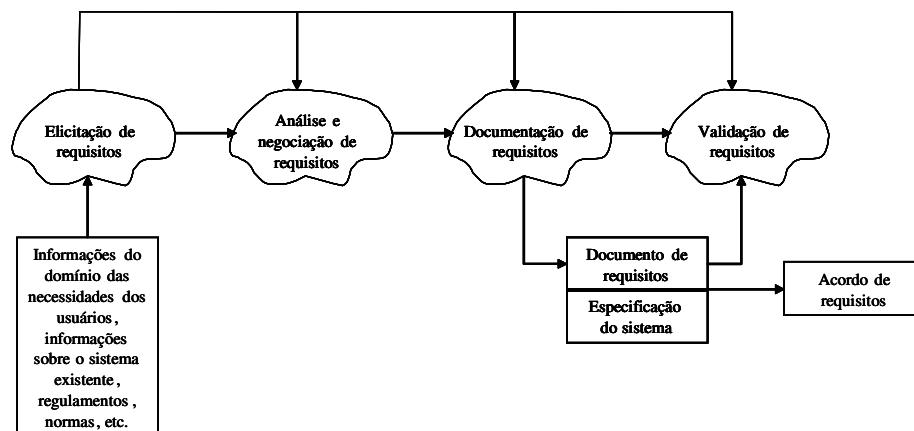 Elicitação de
requisitos
Análise e
negociação de
requisitos
Documentação de
requisitos
Validação de
requisitos
Informações do
domínio das
necessidades dos
usuários,
informações
sobre o sistema
existente,
regulamentos,
normas, etc.
Documento de
requisitos
Especificação
do sistema
Acordo de
requisitos